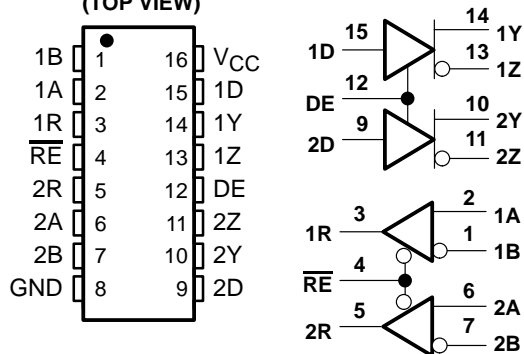 (TOP VIEW)
1B 1 16 VCC
1A 2 15 1D
1R 3 14 1Y
RE 4 13 1Z
2R 5 12 DE
2A 6 11 2Z
2B 7 10 2Y
GND 8 9 2D
14 1Y
15 1D
13 1Z
12 DE
10 2Y
9 2D
11 2Z
2 1A
3 1R
1 1B
4 RE
6 2A
5 2R
7 2B